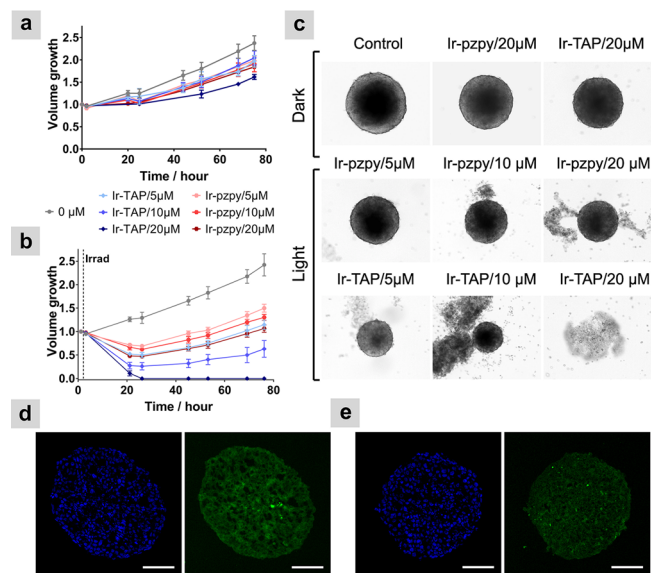 a
Volume growth
2.5
2.0
1.5
1.0
0.5
0.0
0 20 40 60 80
Time / hour
0 μM
Ir-TAP/5μM Ir-pzpy/5μM
Ir-TAP/10μM Ir-pzpy/10μM
Ir-TAP/20μM Ir-pzpy/20μM
b
Irrad
Volume growth
2.5
2.0
1.5
1.0
0.5
0.0
0 20 40 60 80
Time / hour
c
Control Ir-pzpy/20μM Ir-TAP/20μM
Dark
Ir-pzpy/5μM Ir-pzpy/10 μM Ir-pzpy/20 μM
Light
Ir-TAP/5μM Ir-TAP/10 μM Ir-TAP/20 μM
d
e